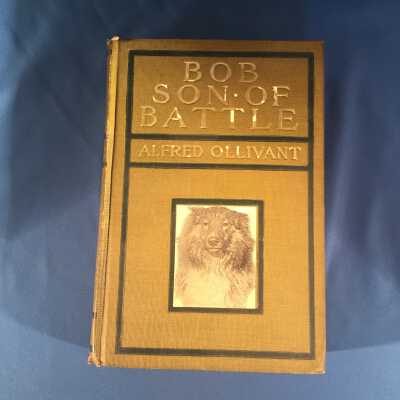 BOB
SON·OF
BATTLE
ALFRED OLLIVANT